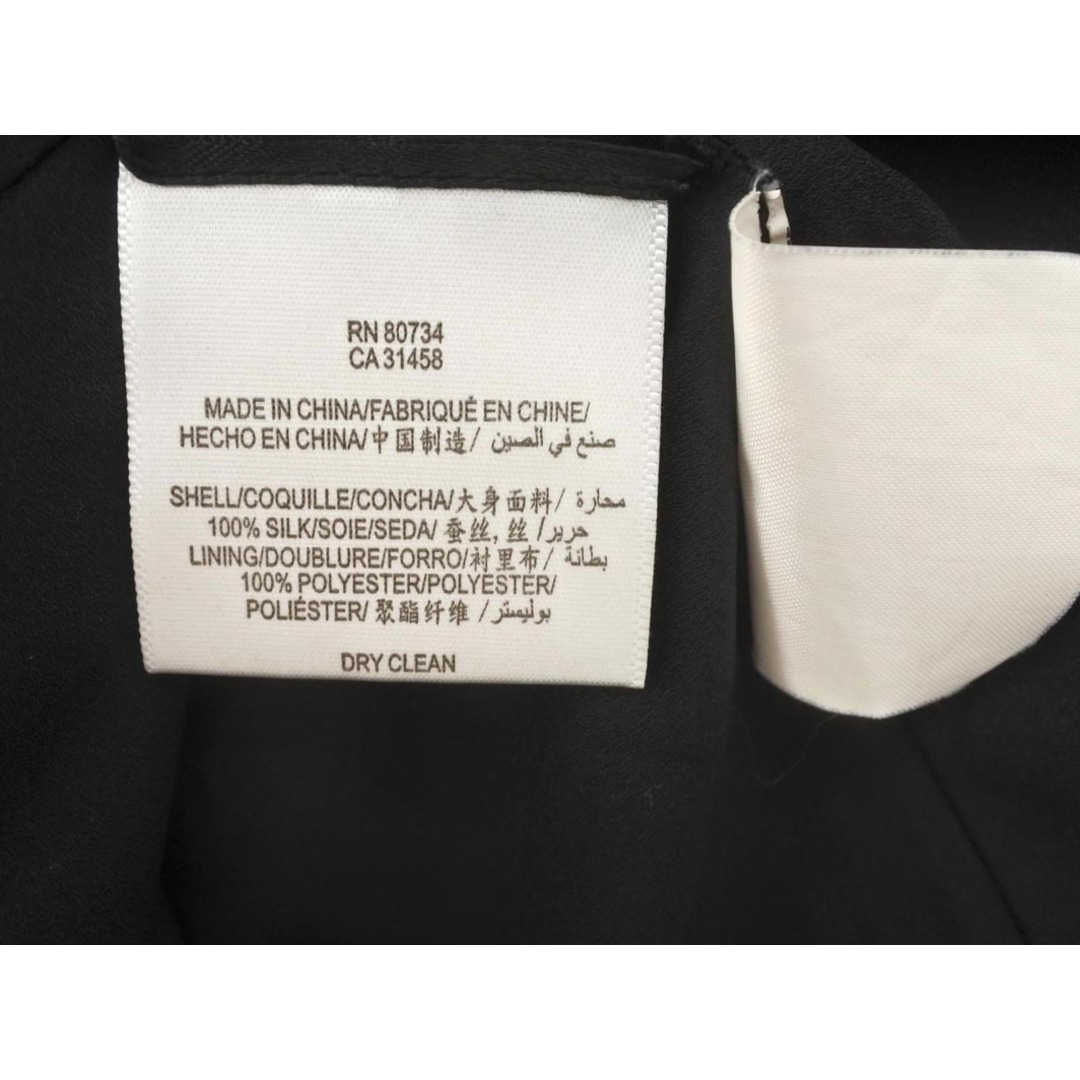 RN 80734
CA 31458
MADE IN CHINA/FABRIQUÉ EN CHINE/
HECHO EN CHINA/中国制造/ صنع في الصين
SHELL/COQUILLE/CONCHA/大身面料/ محارة
100% SILK/SOIE/SEDA/ 蚕丝, 丝 /حرير
LINING/DOUBLURE/FORRO/衬里布/ بطانة
100% POLYESTER/POLYESTER/
POLIÉSTER/ 聚酯纤维 /بوليستر
DRY CLEAN